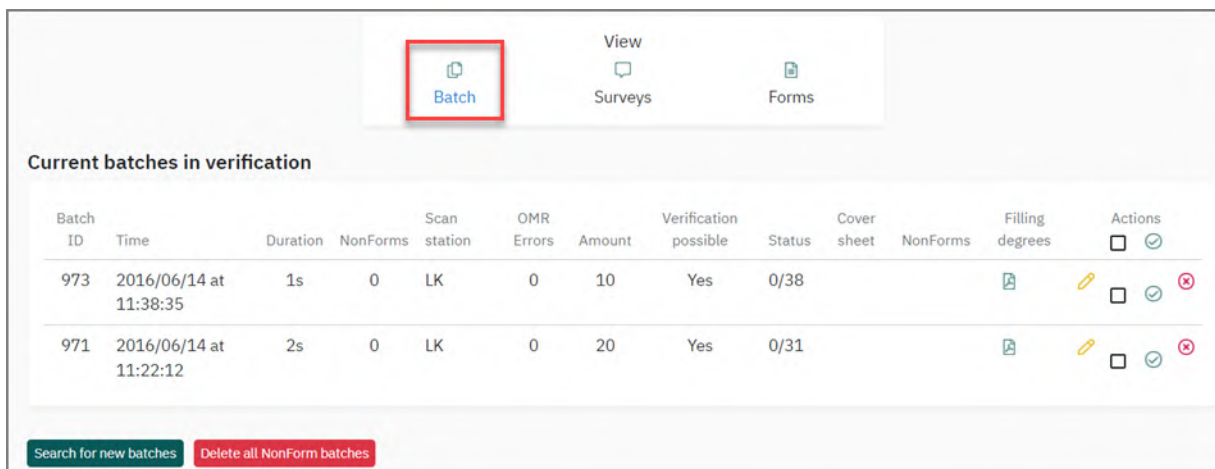 View
Batch Surveys Forms
Current batches in verification
Batch ID Time Duration NonForms Scan station OMR Errors Amount Verification possible Status Cover sheet NonForms Filling degrees Actions
973 2016/06/14 at 11:38:35 1s 0 LK 0 10 Yes 0/38
971 2016/06/14 at 11:22:12 2s 0 LK 0 20 Yes 0/31
Search for new batches Delete all NonForm batches